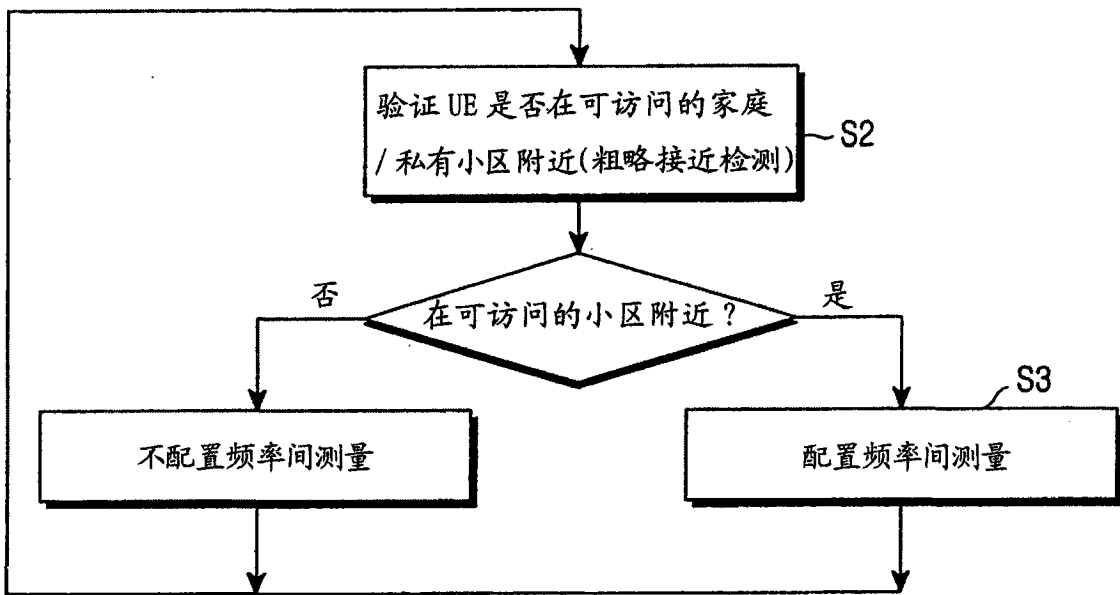 验证 UE 是否在可访问的家庭
/ 私有小区附近(粗略接近检测)
S2
在可访问的小区附近？
否
是
S3
不配置频率间测量
配置频率间测量